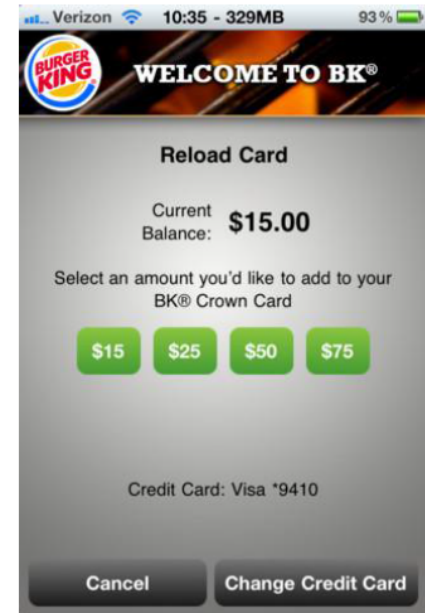 Verizon 10:35 - 329MB 93%
BURGER
KING
WELCOME TO BK®
Reload Card
Current
Balance: $15.00
Select an amount you'd like to add to your
BK® Crown Card
$15 $25 $50 $75
Credit Card: Visa *9410
Cancel Change Credit Card